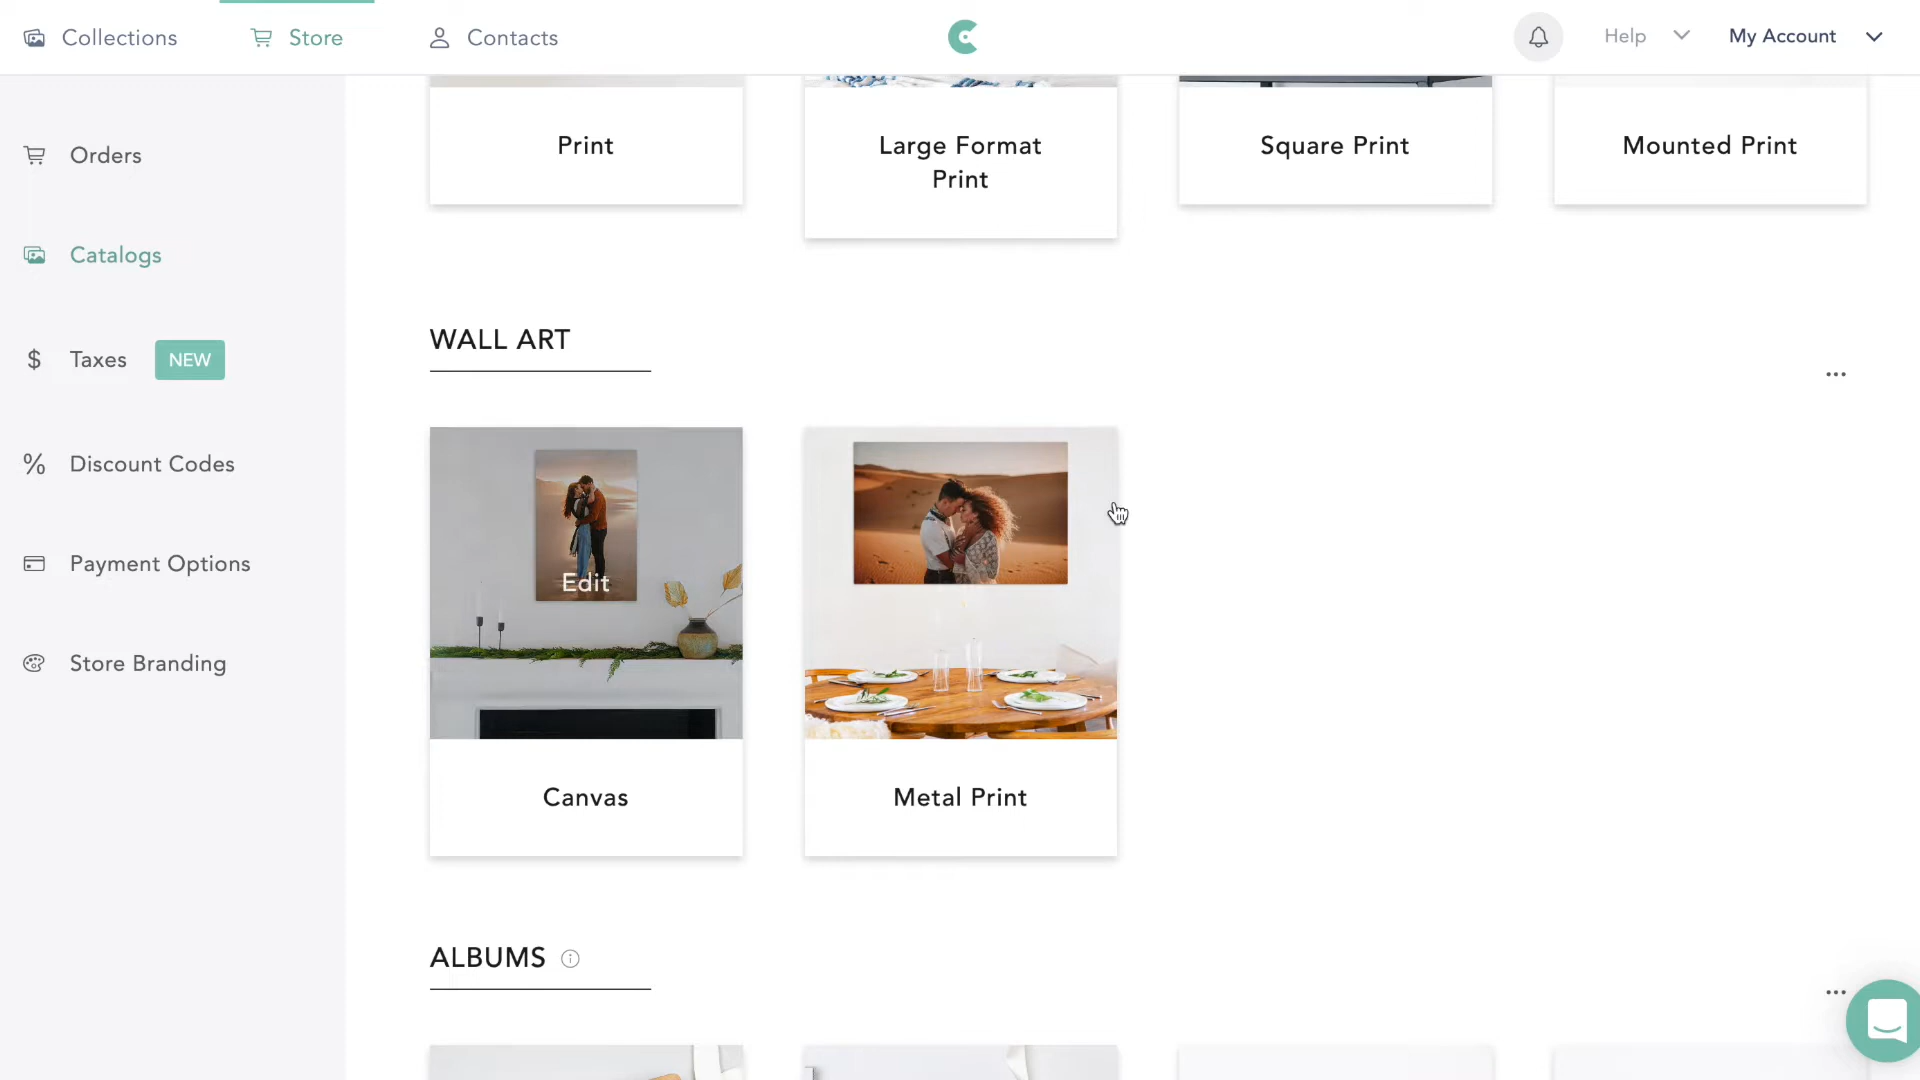 Collections
Store
Contacts
Help
My Account
Orders
Catalogs
Taxes NEW
Discount Codes
Payment Options
Store Branding
Print
Large Format
Print
Square Print
Mounted Print
WALL ART
Edit
Canvas
Metal Print
ALBUMS